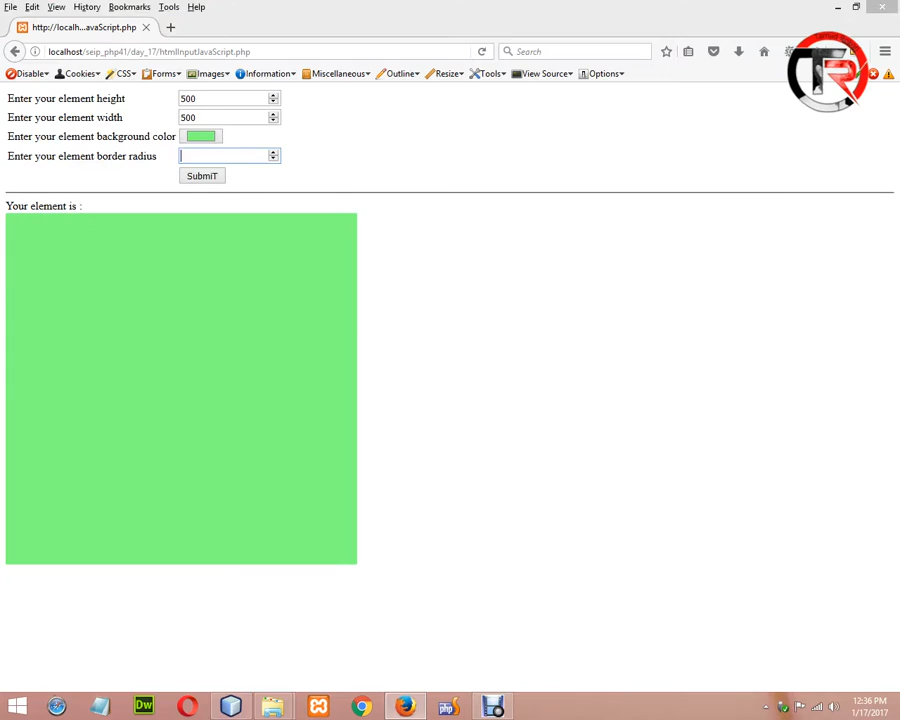 File Edit View History Bookmarks Tools Help
http://localh...avaScript.php
localhost/seip_php41/day_17/htmlInputJavaScript.php
Search
Disable Cookies CSS Forms Images Information Miscellaneous Outline Resize Tools View Source Options
Enter your element height 500
Enter your element width 500
Enter your element background color
Enter your element border radius
SubmiT
Your element is :
Dw
php
12:36 PM
1/17/2017